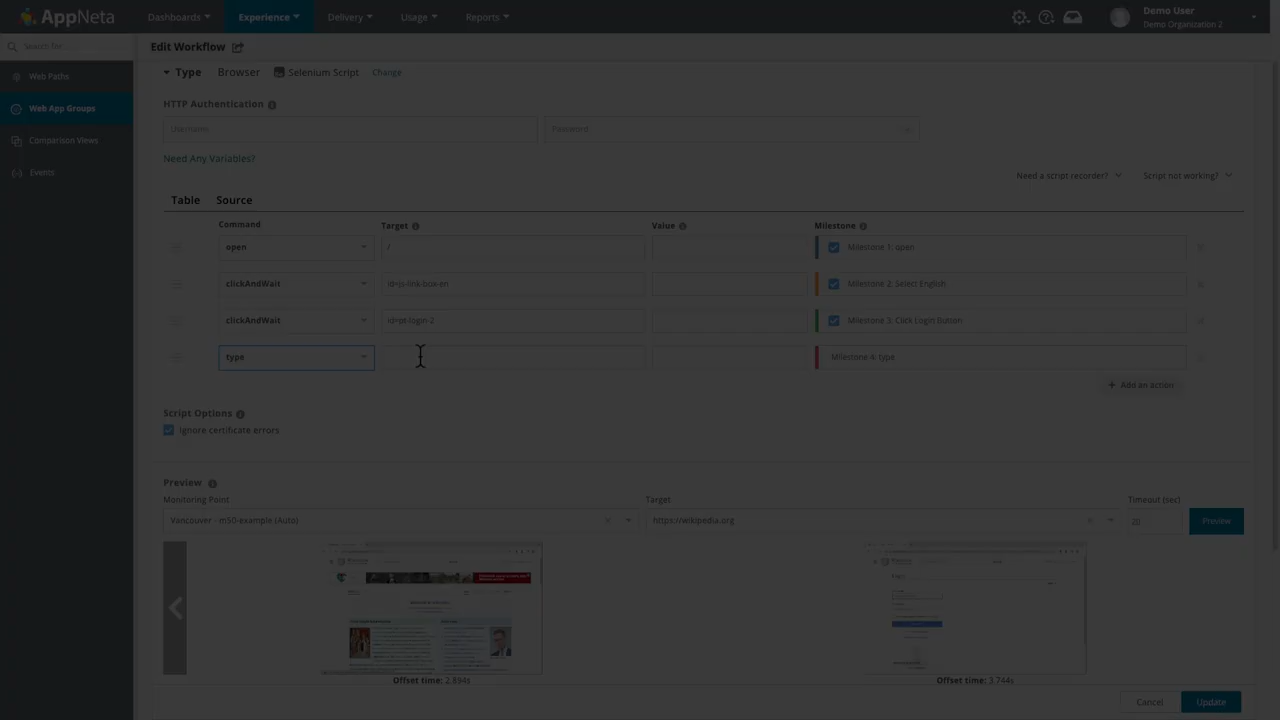 AppNeta
Dashboards
Experience
Delivery
Usage
Reports
Demo User
Demo Organization 2
Search for...
Edit Workflow
Web Paths
Web App Groups
Comparison Views
Events
Type Browser Selenium Script Change
HTTP Authentication
Username
Password
Need Any Variables?
Need a script recorder?
Script not working?
Table Source
Command Target Value Milestone
open / Milestone 1: open
clickAndWait id=js-link-box-en Milestone 2: Select English
clickAndWait id=pt-login-2 Milestone 3: Click Login Button
type Milestone 4: type
+ Add an action
Script Options
Ignore certificate errors
Preview
Monitoring Point Target Timeout (sec)
Vancouver - m50-example (Auto) https://wikipedia.org 20 Preview
Offset time: 2.894s Offset time: 3.744s
Cancel Update